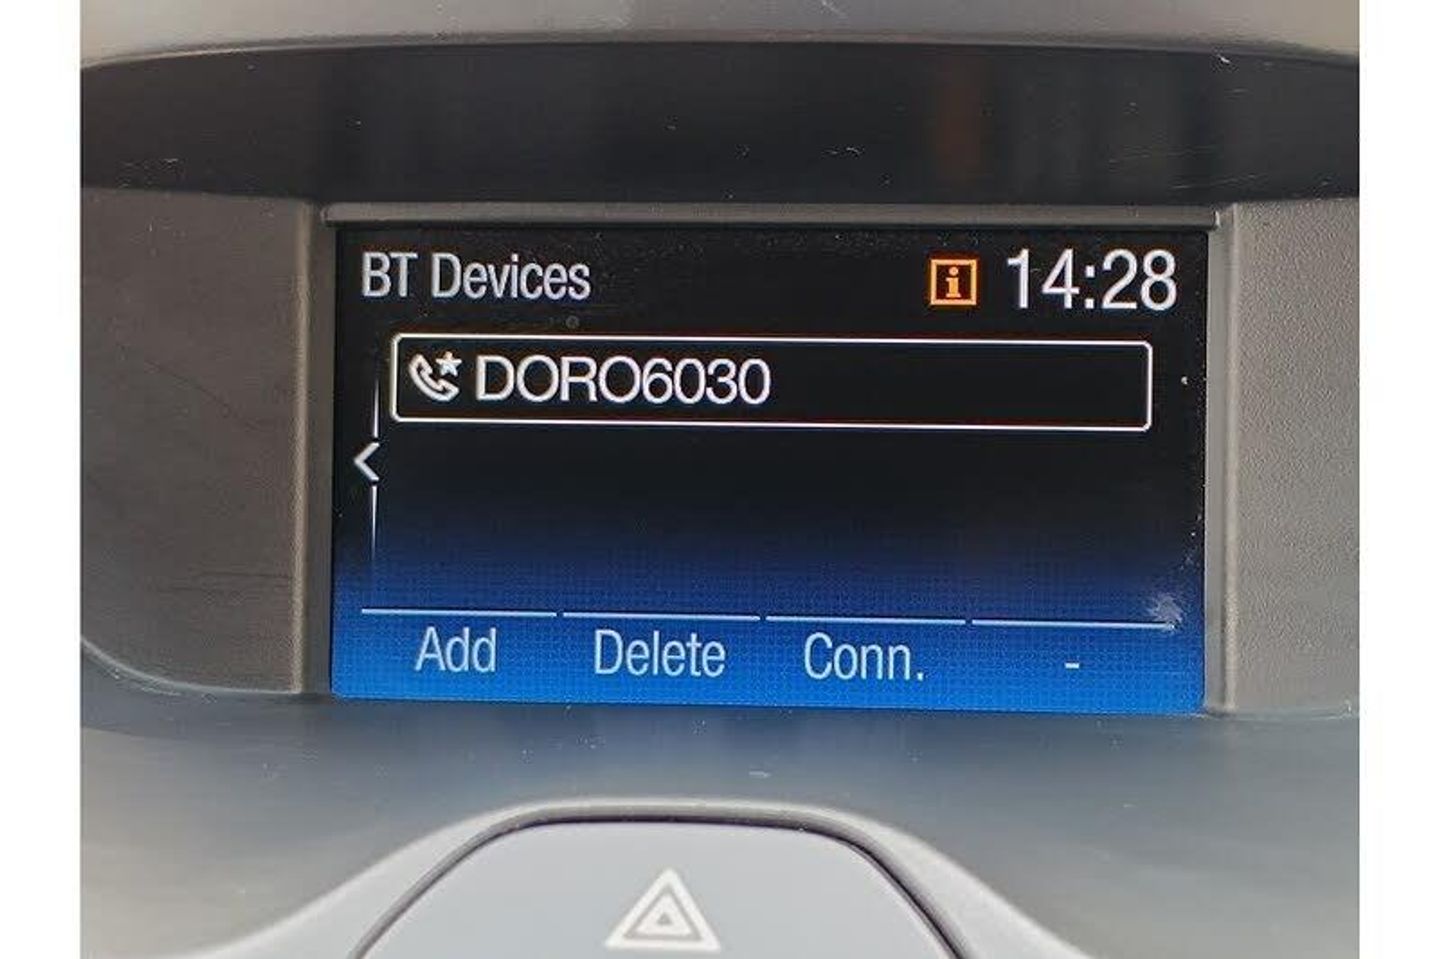 BT Devices 14:28
DORO6030
Add Delete Conn. -